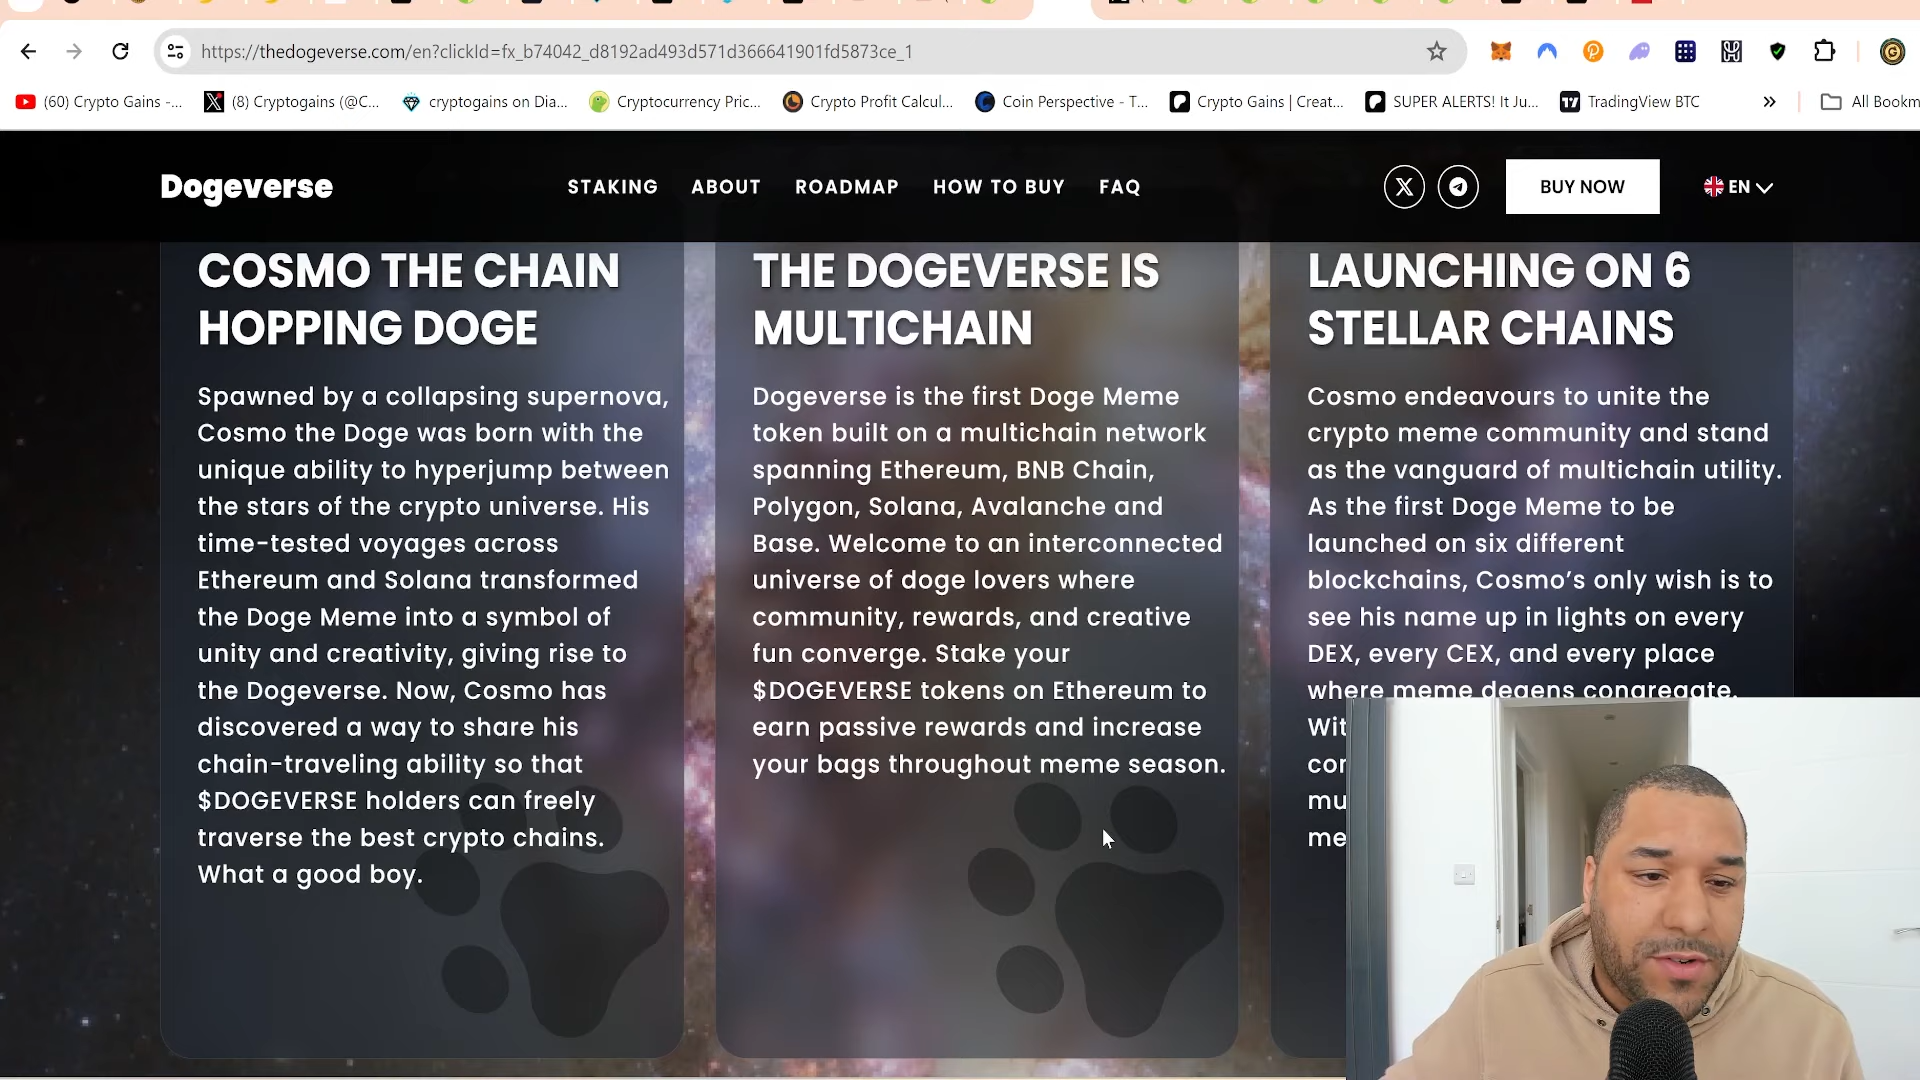 https://thedogeverse.com/en?clickId=fx_b74042_d8192ad493d571d366641901fd5873ce_1
(60) Crypto Gains -...
(8) Cryptogains (@C...
cryptogains on Dia...
Cryptocurrency Pric...
Crypto Profit Calcul...
Coin Perspective - T...
Crypto Gains | Creat...
SUPER ALERTS! It Ju...
TradingView BTC
All Bookm
Dogeverse
STAKING
ABOUT
ROADMAP
HOW TO BUY
FAQ
BUY NOW
EN
COSMO THE CHAIN
HOPPING DOGE
Spawned by a collapsing supernova,
Cosmo the Doge was born with the
unique ability to hyperjump between
the stars of the crypto universe. His
time-tested voyages across
Ethereum and Solana transformed
the Doge Meme into a symbol of
unity and creativity, giving rise to
the Dogeverse. Now, Cosmo has
discovered a way to share his
chain-traveling ability so that
$DOGEVERSE holders can freely
traverse the best crypto chains.
What a good boy.
THE DOGEVERSE IS
MULTICHAIN
Dogeverse is the first Doge Meme
token built on a multichain network
spanning Ethereum, BNB Chain,
Polygon, Solana, Avalanche and
Base. Welcome to an interconnected
universe of doge lovers where
community, rewards, and creative
fun converge. Stake your
$DOGEVERSE tokens on Ethereum to
earn passive rewards and increase
your bags throughout meme season.
LAUNCHING ON 6
STELLAR CHAINS
Cosmo endeavours to unite the
crypto meme community and stand
as the vanguard of multichain utility.
As the first Doge Meme to be
launched on six different
blockchains, Cosmo's only wish is to
see his name up in lights on every
DEX, every CEX, and every place
where meme degens congregate.
Wit
cor
mu
me